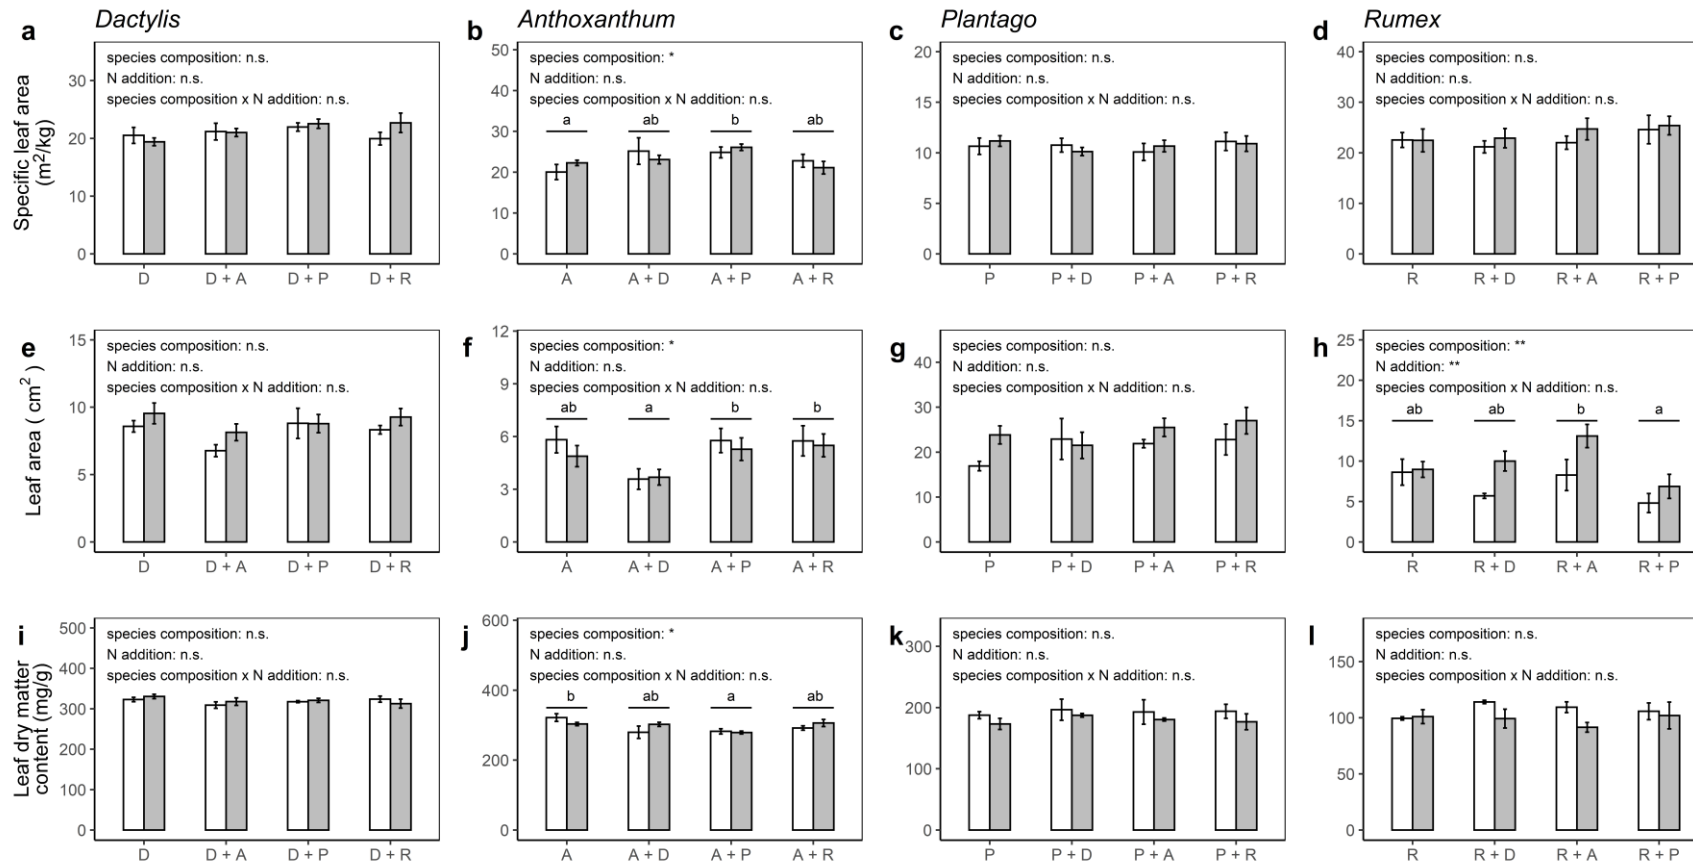 Dactylis
Anthoxanthum
Plantago
Rumex
a
species composition: n.s.
N addition: n.s.
species composition x N addition: n.s.
Specific leaf area
(m²/kg)
30
20
10
0
D
D + A
D + P
D + R
b
species composition: *
N addition: n.s.
species composition x N addition: n.s.
a
ab
b
ab
50
40
30
20
10
0
A
A + D
A + P
A + R
c
species composition: n.s.
N addition: n.s.
species composition x N addition: n.s.
20
15
10
5
0
P
P + D
P + A
P + R
d
species composition: n.s.
N addition: n.s.
species composition x N addition: n.s.
40
30
20
10
0
R
R + D
R + A
R + P
e
species composition: n.s.
N addition: n.s.
species composition x N addition: n.s.
Leaf area ( cm² )
15
10
5
0
D
D + A
D + P
D + R
f
species composition: *
N addition: n.s.
species composition x N addition: n.s.
ab
a
b
b
12
9
6
3
0
A
A + D
A + P
A + R
g
species composition: n.s.
N addition: n.s.
species composition x N addition: n.s.
40
30
20
10
0
P
P + D
P + A
P + R
h
species composition: **
N addition: **
species composition x N addition: n.s.
ab
ab
b
a
25
20
15
10
5
0
R
R + D
R + A
R + P
i
species composition: n.s.
N addition: n.s.
species composition x N addition: n.s.
Leaf dry matter
content (mg/g)
500
400
300
200
100
0
D
D + A
D + P
D + R
j
species composition: *
N addition: n.s.
species composition x N addition: n.s.
b
ab
a
ab
600
400
200
0
A
A + D
A + P
A + R
k
species composition: n.s.
N addition: n.s.
species composition x N addition: n.s.
300
200
100
0
P
P + D
P + A
P + R
l
species composition: n.s.
N addition: n.s.
species composition x N addition: n.s.
150
100
50
0
R
R + D
R + A
R + P